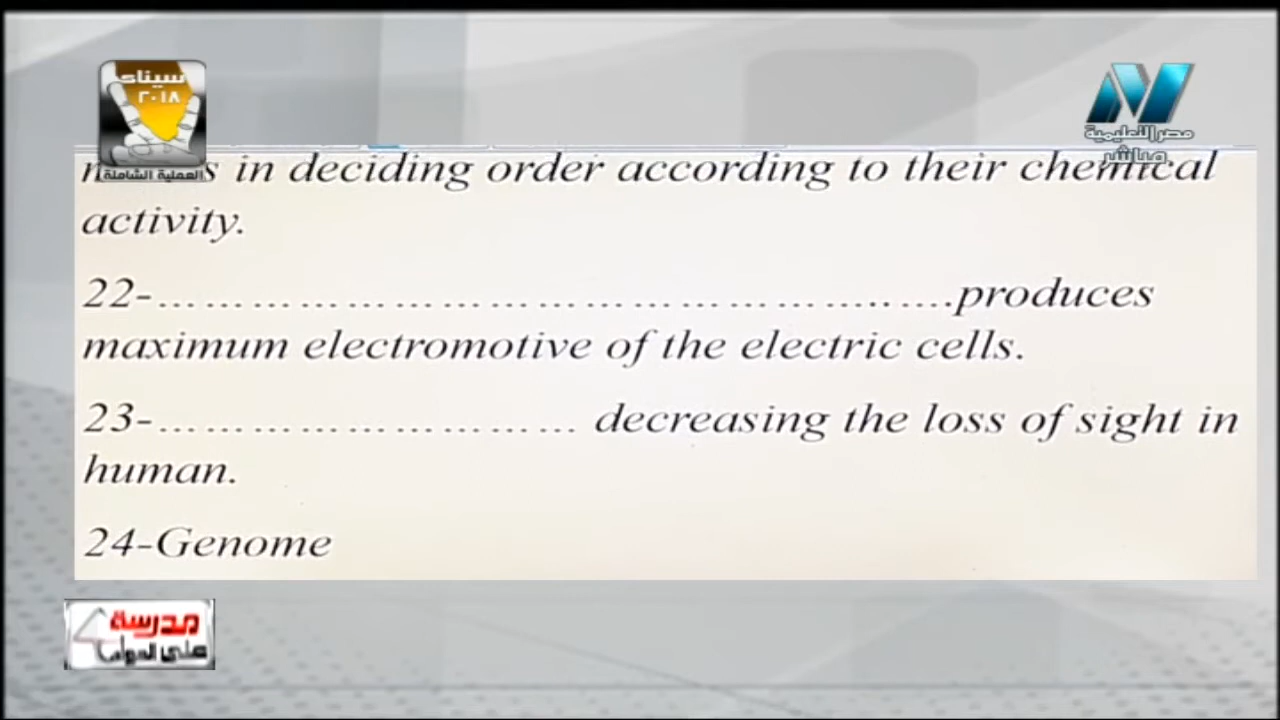 سيناء
٢٠١٨
العملية الشاملة
مصر التعليمية
مباشر
in deciding order according to their chemical
activity.
22-……………………………………………..….produces
maximum electromotive of the electric cells.
23-……………………… decreasing the loss of sight in
human.
24-Genome
مدرسة
على الهواء